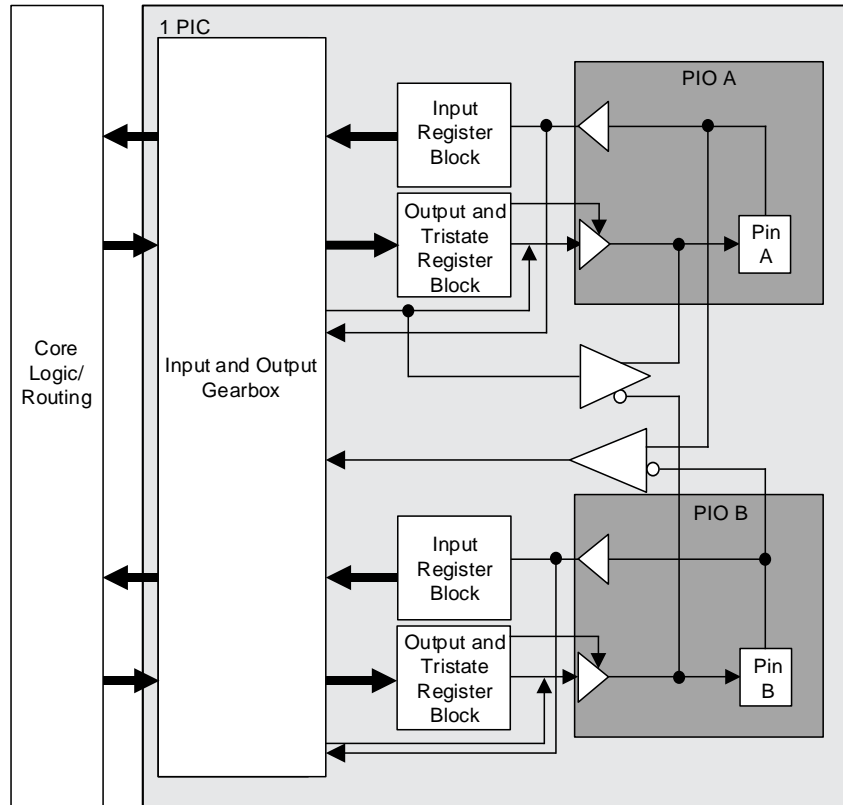 1 PIC
PIO A
Input
Register
Block
Output and
Tristate
Register
Block
Pin
A
Core
Logic/
Routing
Input and Output
Gearbox
PIO B
Input
Register
Block
Output and
Tristate
Register
Block
Pin
B